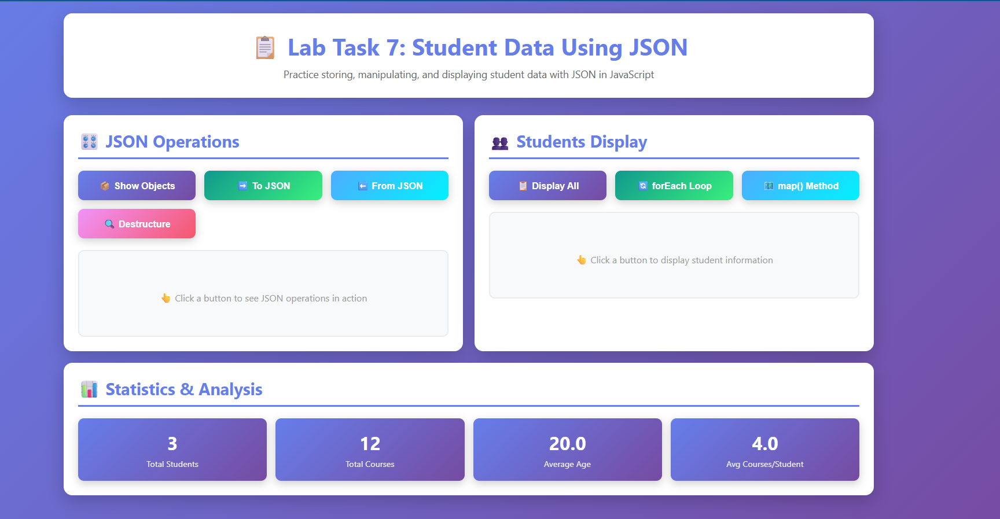 Lab Task 7: Student Data Using JSON
Practice storing, manipulating, and displaying student data with JSON in JavaScript
JSON Operations
Show Objects
To JSON
From JSON
Destructure
Click a button to see JSON operations in action
Students Display
Display All
forEach Loop
map() Method
Click a button to display student information
Statistics & Analysis
3
Total Students
12
Total Courses
20.0
Average Age
4.0
Avg Courses/Student